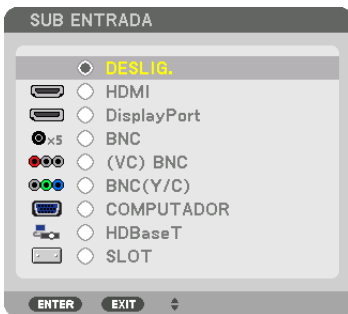 SUB ENTRADA
DESLIG.
HDMI
DisplayPort
×5 BNC
(VC) BNC
BNC(Y/C)
COMPUTADOR
HDBaseT
SLOT
ENTER EXIT